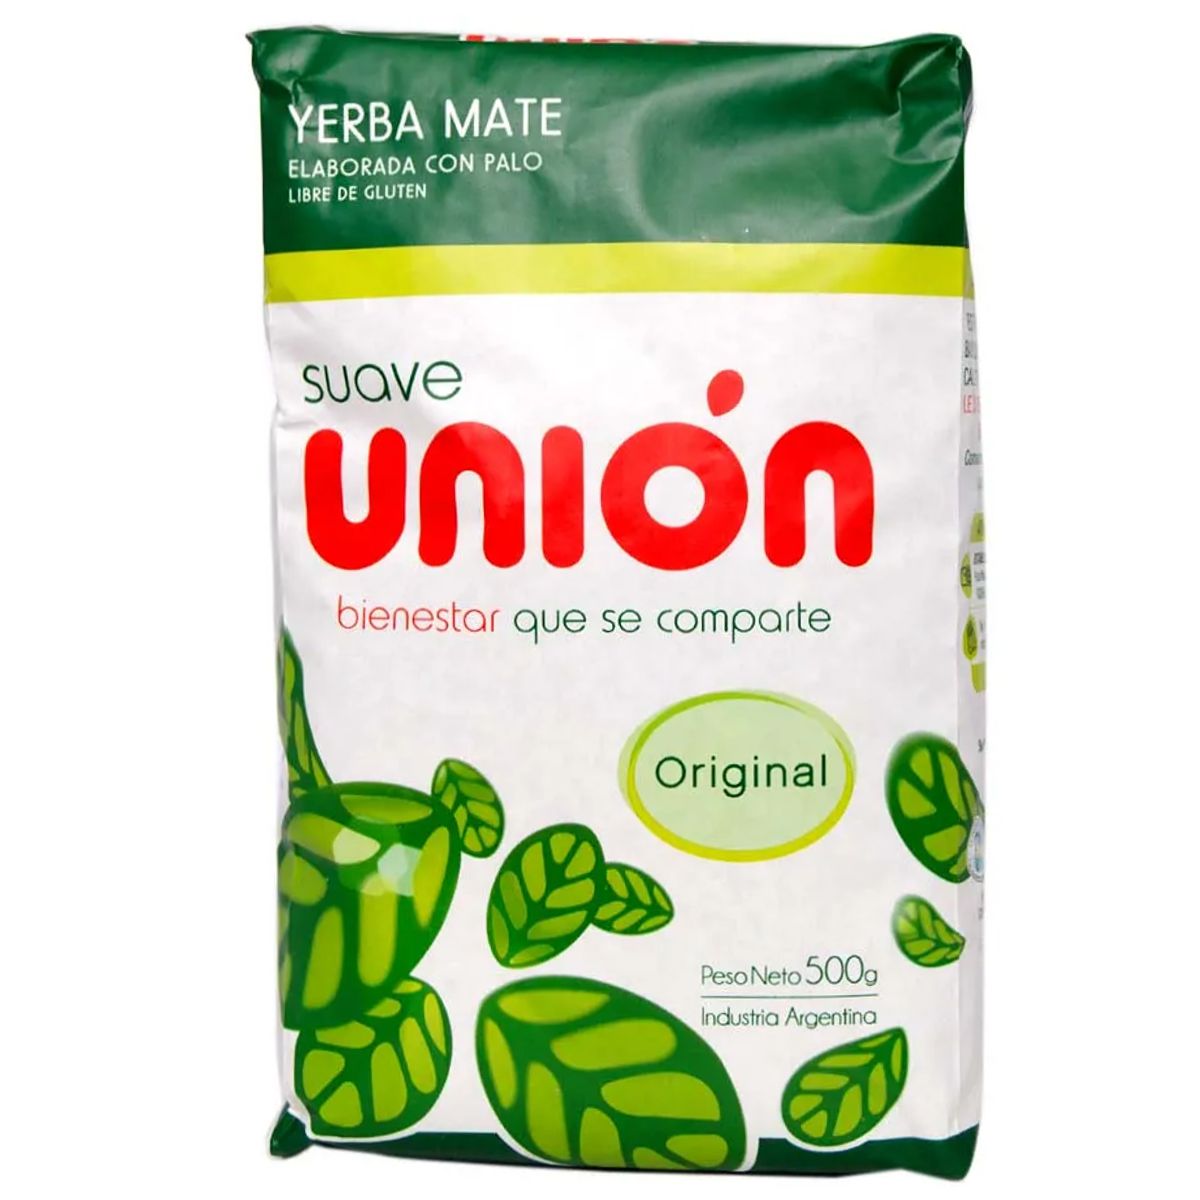 YERBA MATE
ELABORADA CON PALO
LIBRE DE GLUTEN
suave
unión
bienestar que se comparte
Original
Peso Neto 500g
Industria Argentina